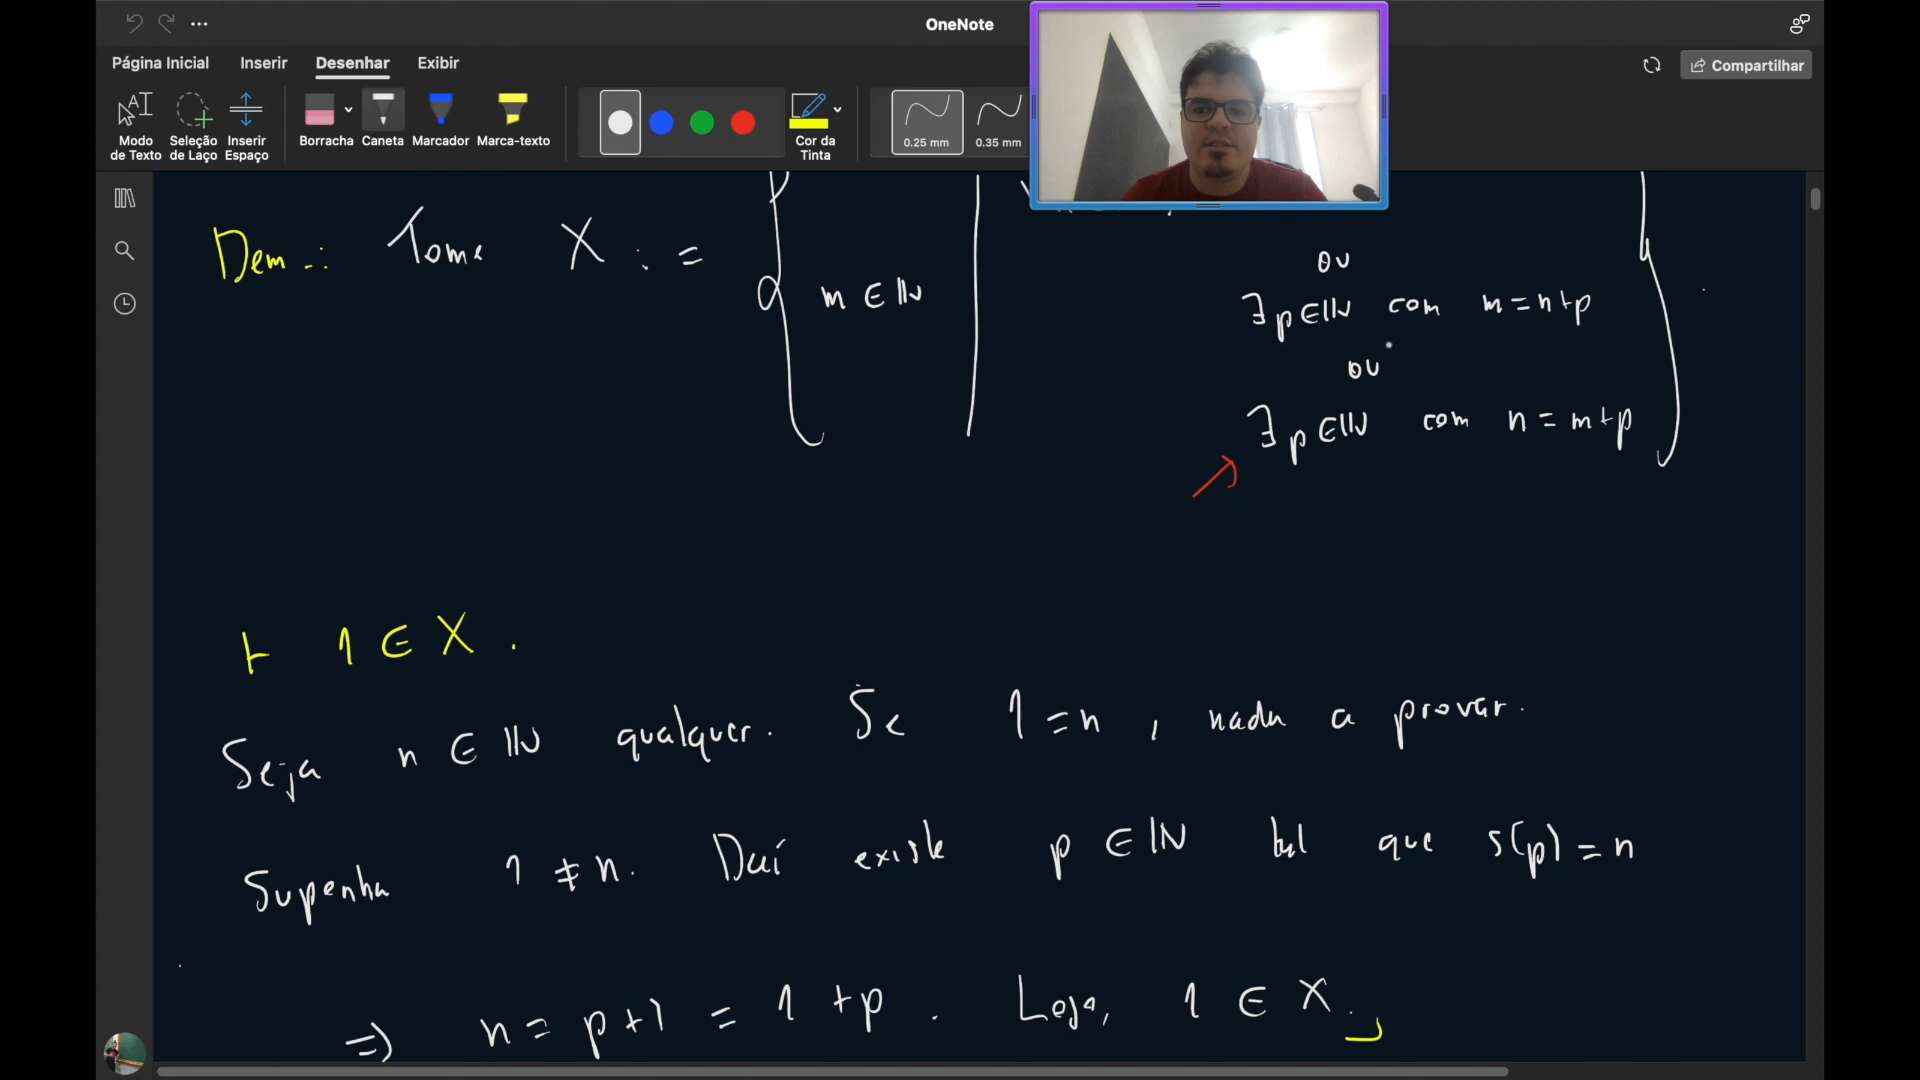 OneNote
Página Inicial Inserir Desenhar Exibir
Compartilhar
Modo de Texto
Seleção de Laço
Inserir Espaço
Borracha
Caneta
Marcador
Marca-texto
Cor da Tinta
0.25 mm
0.35 mm
Dem.: Tome X := { m ∈ ℕ |
ou
∃ p ∈ ℕ com m = n + p
ou
∃ p ∈ ℕ com n = m + p }
⊢ 1 ∈ X.
Seja n ∈ ℕ qualquer. Se 1 = n, nada a provar.
Suponha 1 ≠ n. Daí existe p ∈ ℕ tal que s(p) = n
⇒ n = p + 1 = 1 + p. Logo, 1 ∈ X.